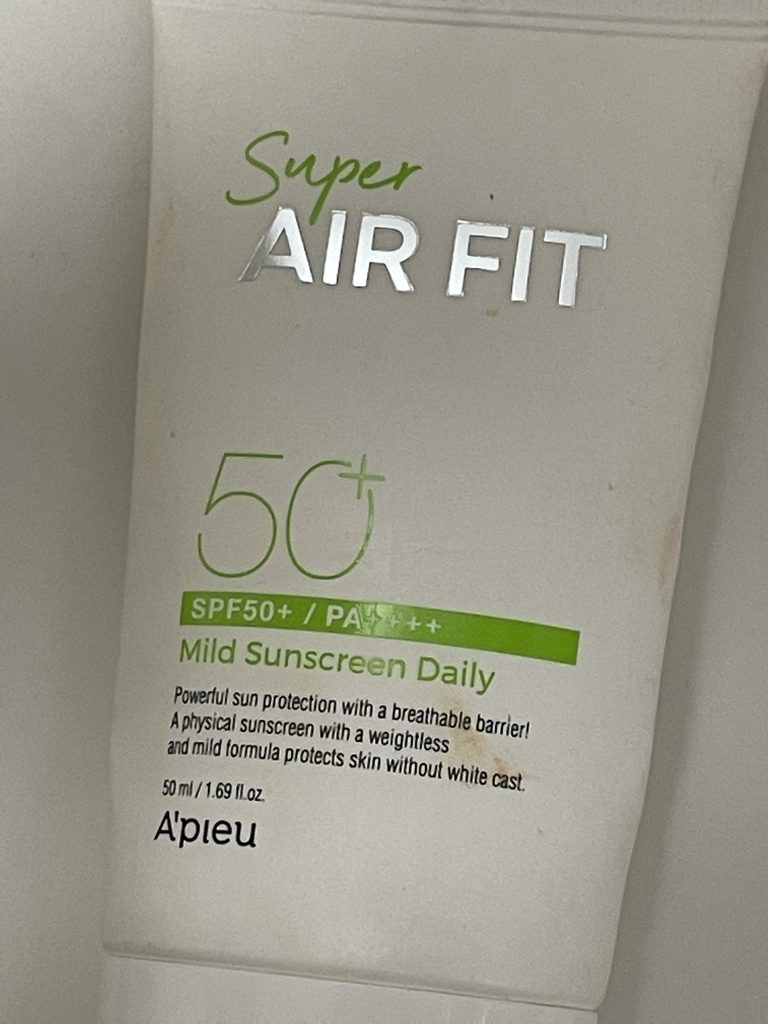 Super
AIR FIT
50+
SPF50+ / PA++++
Mild Sunscreen Daily
Powerful sun protection with a breathable barrier!
A physical sunscreen with a weightless
and mild formula protects skin without white cast.
50 ml / 1.69 fl.oz.
A'pieu